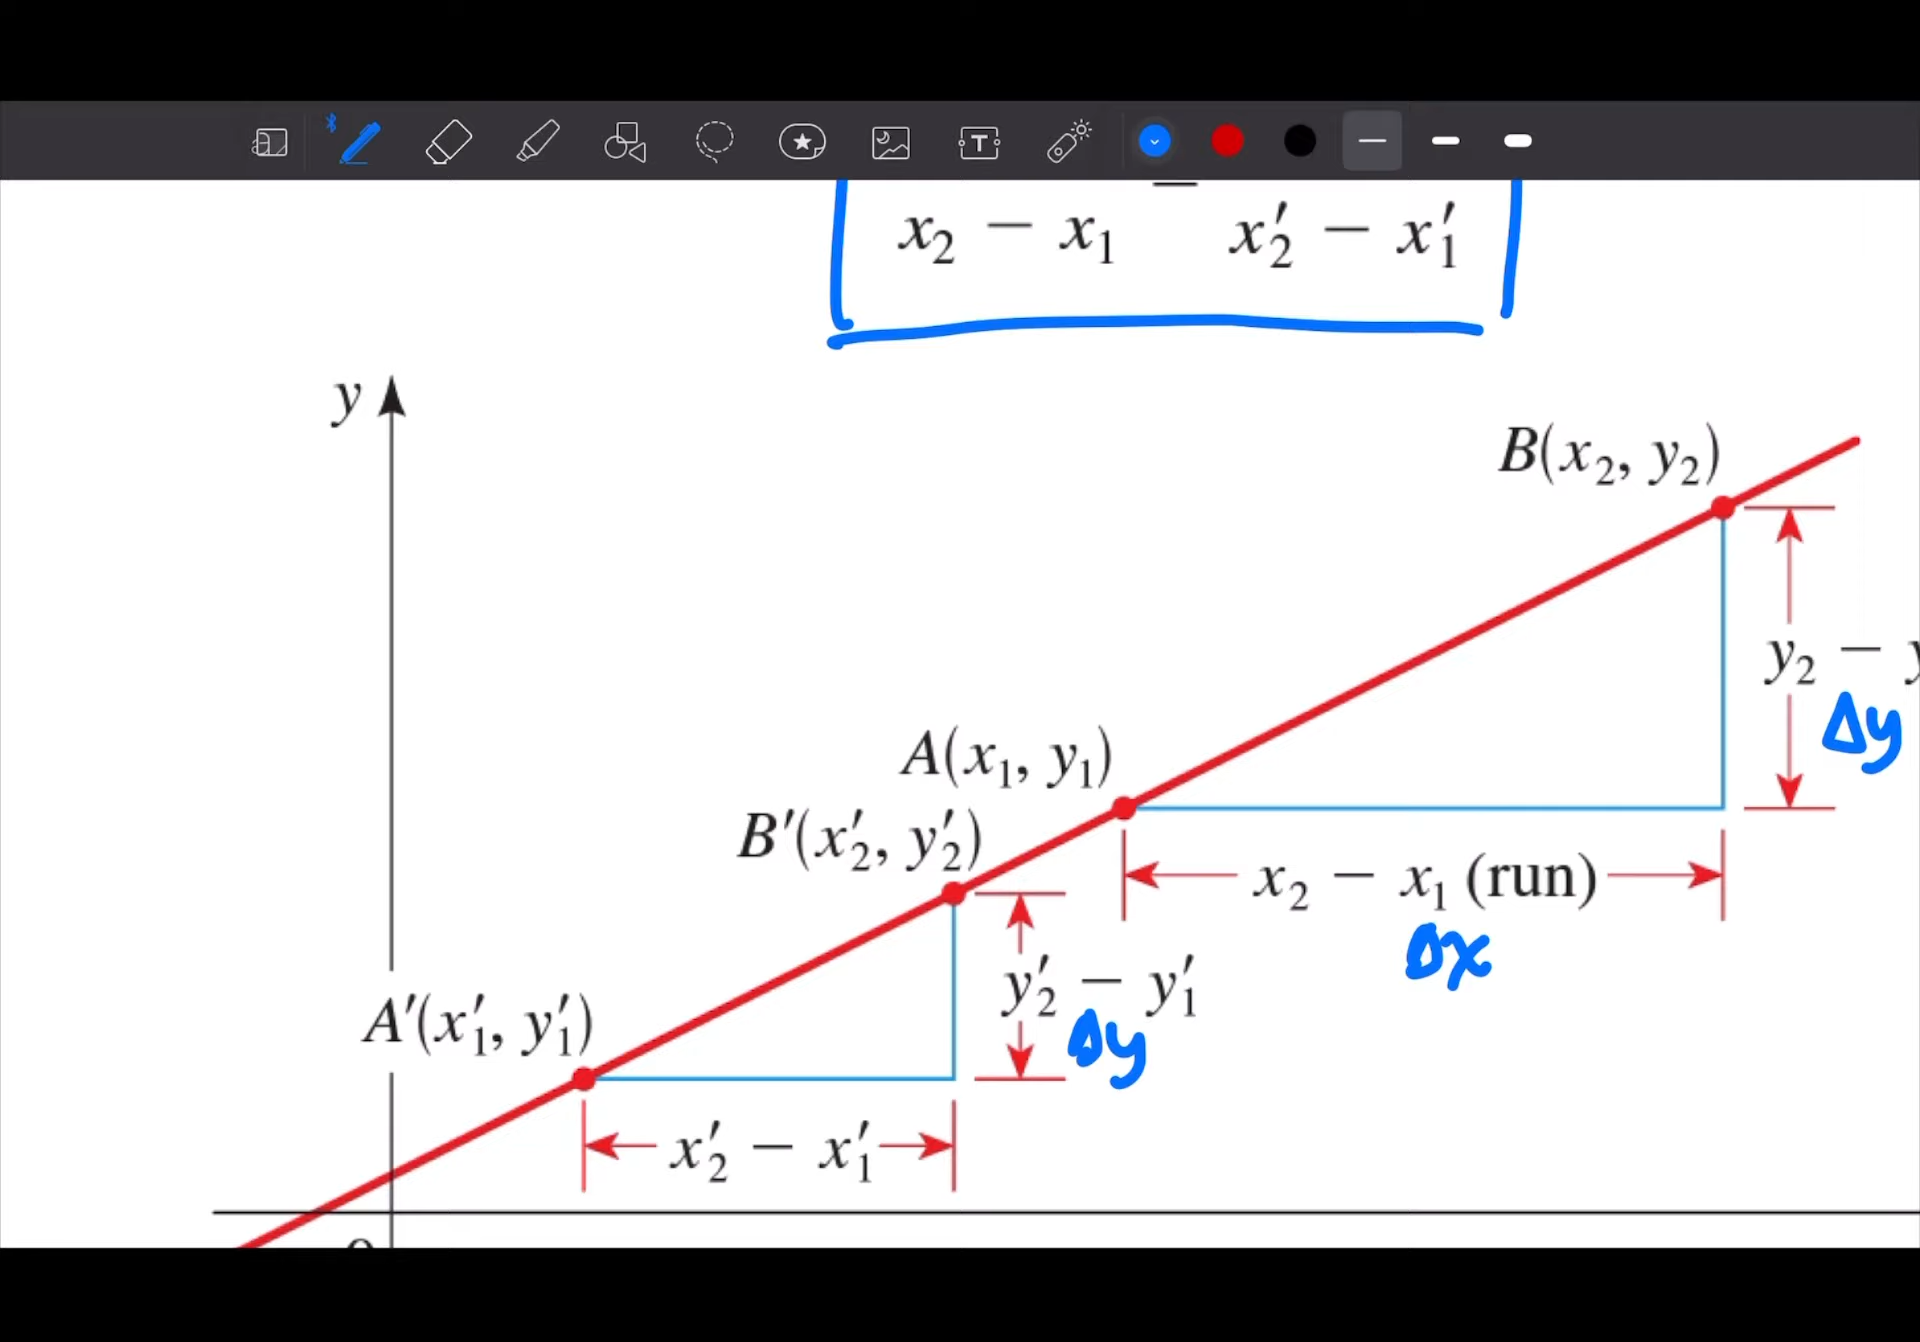 x₂ − x₁ = x′₂ − x′₁
y
B(x₂, y₂)
y₂ −
Δy
A(x₁, y₁)
B′(x′₂, y′₂)
x₂ − x₁ (run)
Δx
y′₂ − y′₁
Δy
A′(x′₁, y′₁)
x′₂ − x′₁